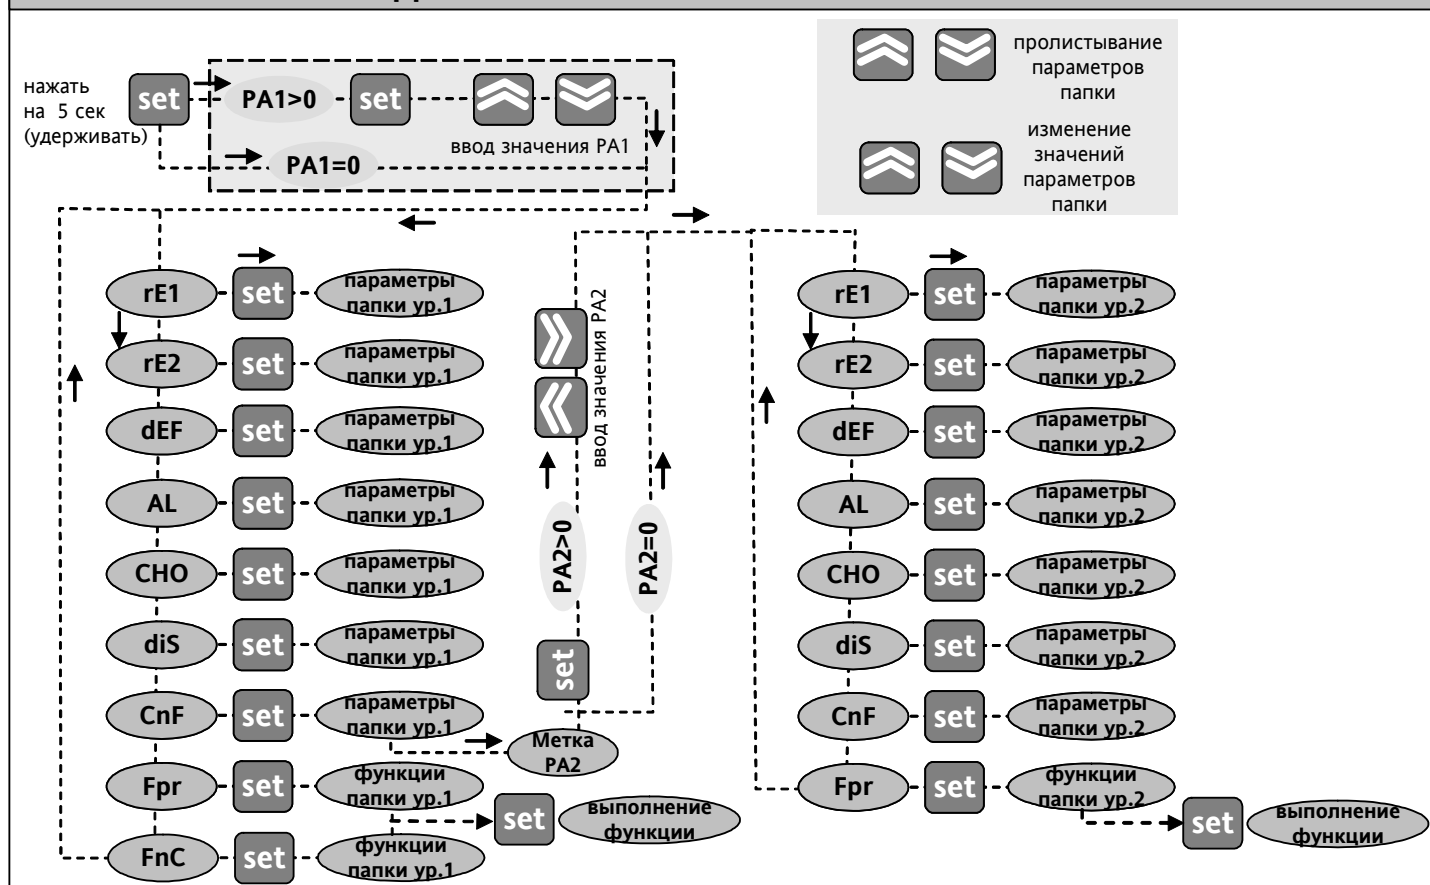 нажать
на 5 сек
(удерживать)
set
PA1>0
set
ввод значения PA1
PA1=0
пролистывание
параметров
папки
изменение
значений
параметров
папки
rE1
set
параметры
папки ур.1
rE2
set
параметры
папки ур.1
dEF
set
параметры
папки ур.1
AL
set
параметры
папки ур.1
CHO
set
параметры
папки ур.1
diS
set
параметры
папки ур.1
CnF
set
параметры
папки ур.1
Fpr
set
функции
папки ур.1
set
выполнение
функции
FnC
set
функции
папки ур.1
ввод значения PA2
PA2>0
PA2=0
set
Метка
PA2
rE1
set
параметры
папки ур.2
rE2
set
параметры
папки ур.2
dEF
set
параметры
папки ур.2
AL
set
параметры
папки ур.2
CHO
set
параметры
папки ур.2
diS
set
параметры
папки ур.2
CnF
set
параметры
папки ур.2
Fpr
set
функции
папки ур.2
set
выполнение
функции